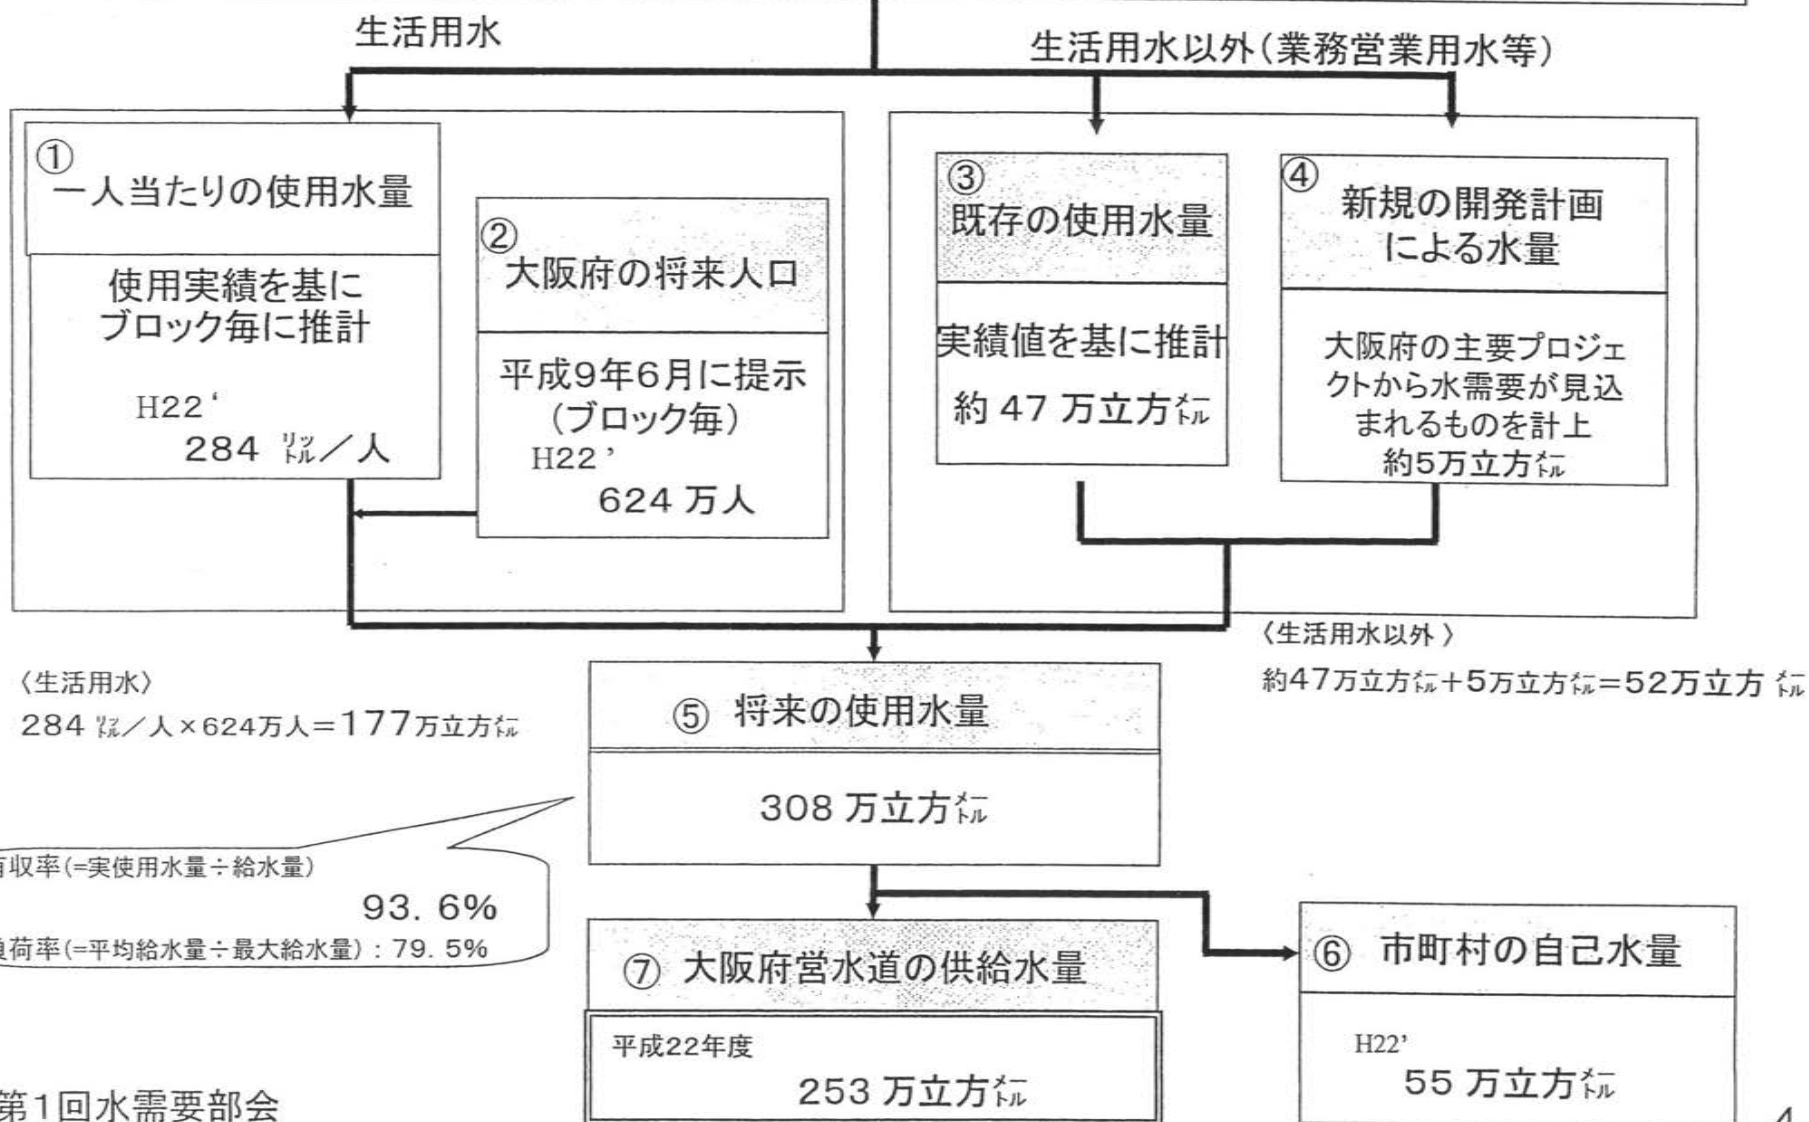 生活用水
生活用水以外(業務営業用水等)
①
一人当たりの使用水量
使用実績を基に
ブロック毎に推計
H22‘
284 リットル/人
②
大阪府の将来人口
平成9年6月に提示
(ブロック毎)
H22’
624 万人
③
既存の使用水量
実績値を基に推計
約 47 万立方メートル
④
新規の開発計画
による水量
大阪府の主要プロジェ
クトから水需要が見込
まれるものを計上
約5万立方メートル
〈生活用水〉
284 リットル/人×624万人=177万立方メートル
〈生活用水以外 〉
約47万立方メートル+5万立方メートル=52万立方 メートル
⑤ 将来の使用水量
308 万立方メートル
有収率(=実使用水量÷給水量)
93. 6%
負荷率(=平均給水量÷最大給水量) : 79. 5%
⑦ 大阪府営水道の供給水量
平成22年度
253 万立方メートル
⑥ 市町村の自己水量
H22’
55 万立方メートル
第1回水需要部会